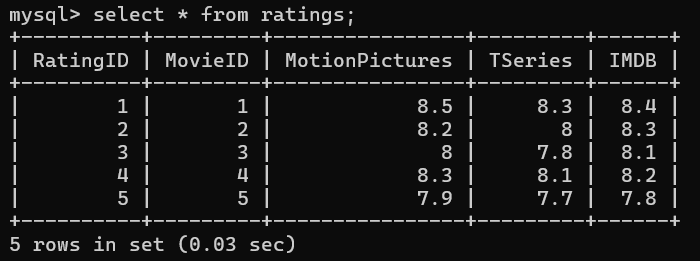 mysql> select * from ratings;
+----------+---------+----------------+---------+------+
| RatingID | MovieID | MotionPictures | TSeries | IMDB |
+----------+---------+----------------+---------+------+
|        1 |       1 |            8.5 |     8.3 |  8.4 |
|        2 |       2 |            8.2 |       8 |  8.3 |
|        3 |       3 |              8 |     7.8 |  8.1 |
|        4 |       4 |            8.3 |     8.1 |  8.2 |
|        5 |       5 |            7.9 |     7.7 |  7.8 |
+----------+---------+----------------+---------+------+
5 rows in set (0.03 sec)